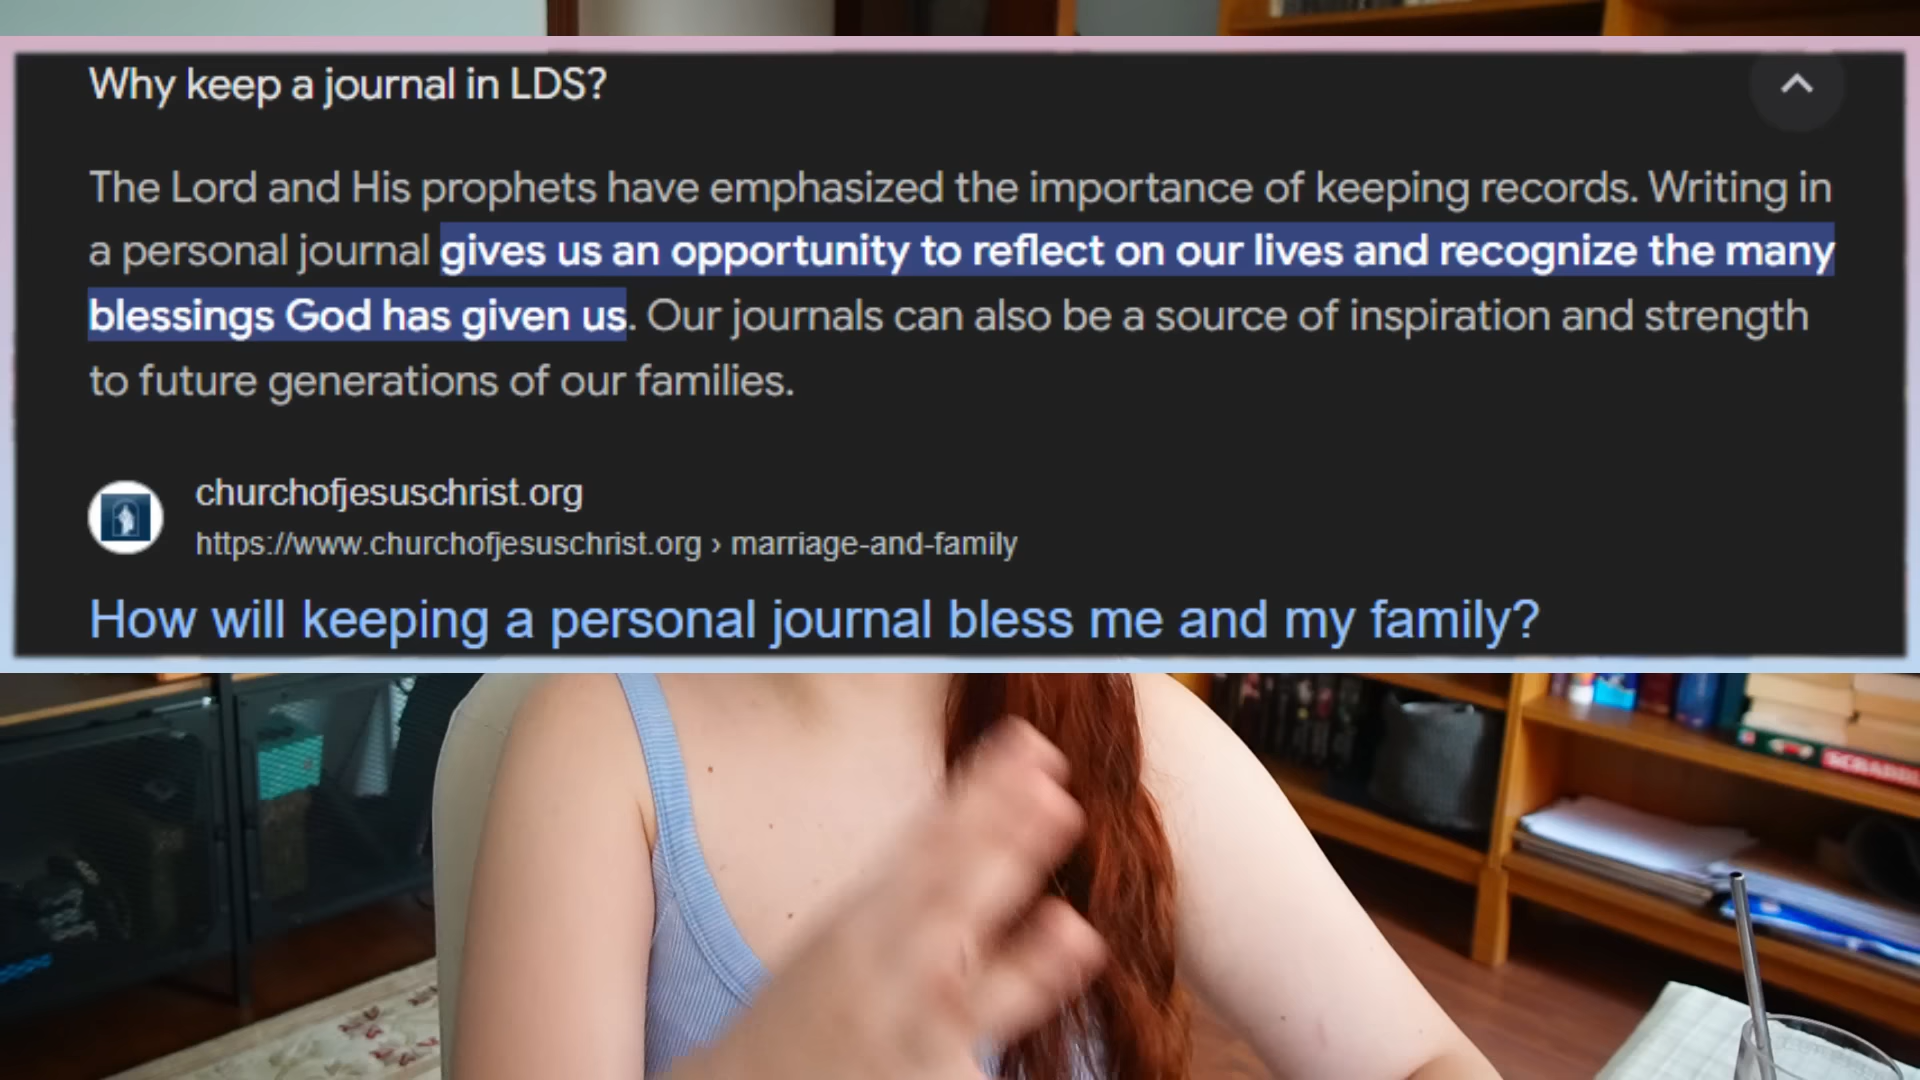 Why keep a journal in LDS?
The Lord and His prophets have emphasized the importance of keeping records. Writing in
a personal journal gives us an opportunity to reflect on our lives and recognize the many
blessings God has given us. Our journals can also be a source of inspiration and strength
to future generations of our families.
churchofjesuschrist.org
https://www.churchofjesuschrist.org › marriage-and-family
How will keeping a personal journal bless me and my family?
SCRABBL